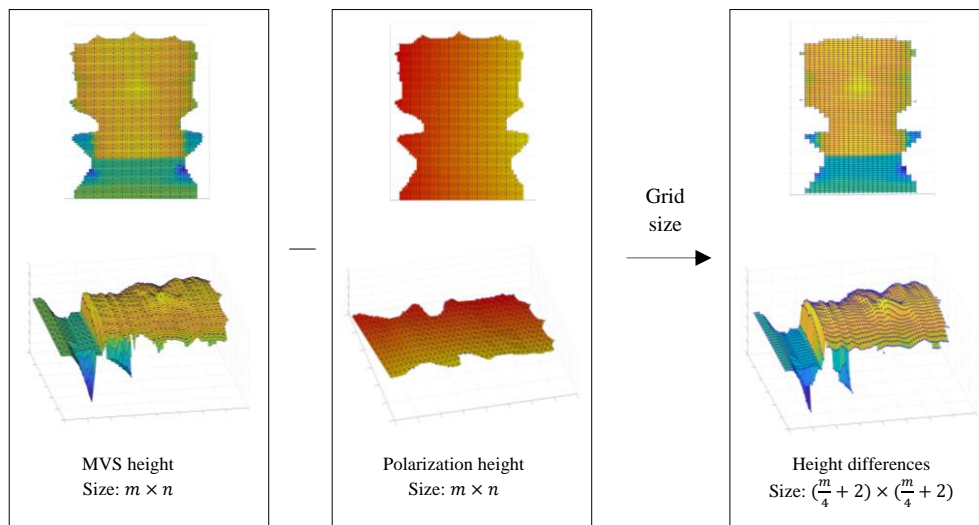 MVS height
Size: m × n
—
Polarization height
Size: m × n
Grid
size
Height differences
Size: (m/4 + 2) × (m/4 + 2)